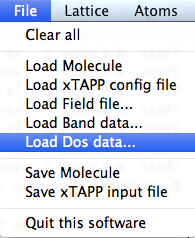 File Lattice Atoms
Clear all
Load Molecule
Load xTAPP config file
Load Field file...
Load Band data...
Load Dos data...
Save Molecule
Save xTAPP input file
Quit this software